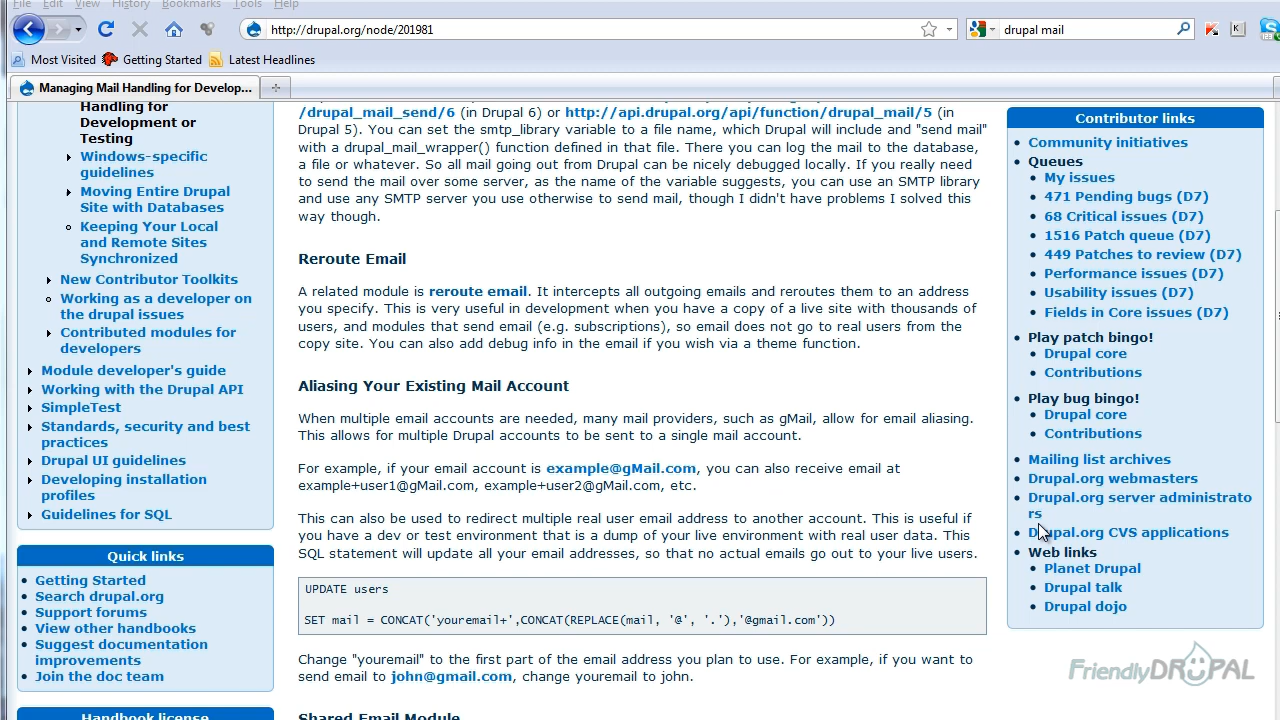 File Edit View History Bookmarks Tools Help
http://drupal.org/node/201981
drupal mail
Most Visited
Getting Started
Latest Headlines
Managing Mail Handling for Develop...
Handling for
Development or
Testing
Windows-specific
guidelines
Moving Entire Drupal
Site with Databases
Keeping Your Local
and Remote Sites
Synchronized
New Contributor Toolkits
Working as a developer on
the drupal issues
Contributed modules for
developers
Module developer's guide
Working with the Drupal API
SimpleTest
Standards, security and best
practices
Drupal UI guidelines
Developing installation
profiles
Guidelines for SQL
Quick links
Getting Started
Search drupal.org
Support forums
View other handbooks
Suggest documentation
improvements
Join the doc team
Handbook license
/drupal_mail_send/6 (in Drupal 6) or http://api.drupal.org/api/function/drupal_mail/5 (in
Drupal 5). You can set the smtp_library variable to a file name, which Drupal will include and "send mail"
with a drupal_mail_wrapper() function defined in that file. There you can log the mail to the database,
a file or whatever. So all mail going out from Drupal can be nicely debugged locally. If you really need
to send the mail over some server, as the name of the variable suggests, you can use an SMTP library
and use any SMTP server you use otherwise to send mail, though I didn't have problems I solved this
way though.
Reroute Email
A related module is reroute email. It intercepts all outgoing emails and reroutes them to an address
you specify. This is very useful in development when you have a copy of a live site with thousands of
users, and modules that send email (e.g. subscriptions), so email does not go to real users from the
copy site. You can also add debug info in the email if you wish via a theme function.
Aliasing Your Existing Mail Account
When multiple email accounts are needed, many mail providers, such as gMail, allow for email aliasing.
This allows for multiple Drupal accounts to be sent to a single mail account.
For example, if your email account is example@gMail.com, you can also receive email at
example+user1@gMail.com, example+user2@gMail.com, etc.
This can also be used to redirect multiple real user email address to another account. This is useful if
you have a dev or test environment that is a dump of your live environment with real user data. This
SQL statement will update all your email addresses, so that no actual emails go out to your live users.
UPDATE users
SET mail = CONCAT('youremail+',CONCAT(REPLACE(mail, '@', '.'),'@gmail.com'))
Change "youremail" to the first part of the email address you plan to use. For example, if you want to
send email to john@gmail.com, change youremail to john.
Shared Email Module
Contributor links
Community initiatives
Queues
My issues
471 Pending bugs (D7)
68 Critical issues (D7)
1516 Patch queue (D7)
449 Patches to review (D7)
Performance issues (D7)
Usability issues (D7)
Fields in Core issues (D7)
Play patch bingo!
Drupal core
Contributions
Play bug bingo!
Drupal core
Contributions
Mailing list archives
Drupal.org webmasters
Drupal.org server administrato
rs
Drupal.org CVS applications
Web links
Planet Drupal
Drupal talk
Drupal dojo
FriendlyDRUPAL